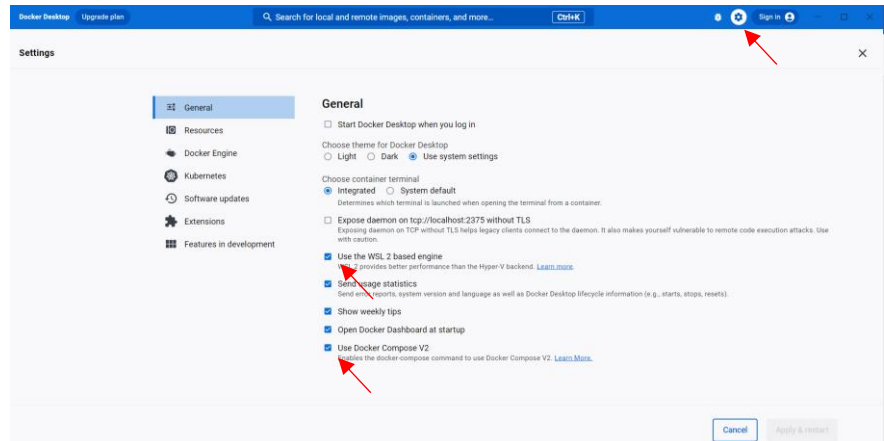 Docker Desktop Upgrade plan Search for local and remote images, containers, and more... Ctrl+K Sign in
Settings
General
Resources
Docker Engine
Kubernetes
Software updates
Extensions
Features in development
General
Start Docker Desktop when you log in
Choose theme for Docker Desktop
Light Dark Use system settings
Choose container terminal
Integrated System default
Determines which terminal is launched when opening the terminal from a container.
Expose daemon on tcp://localhost:2375 without TLS
Exposing daemon on TCP without TLS helps legacy clients connect to the daemon. It also makes yourself vulnerable to remote code execution attacks. Use
with caution.
Use the WSL 2 based engine
WSL 2 provides better performance than the Hyper-V backend. Learn more.
Send usage statistics
Send error reports, system version and language as well as Docker Desktop lifecycle information (e.g., starts, stops, resets).
Show weekly tips
Open Docker Dashboard at startup
Use Docker Compose V2
Enables the docker-compose command to use Docker Compose V2. Learn More.
Cancel Apply & restart